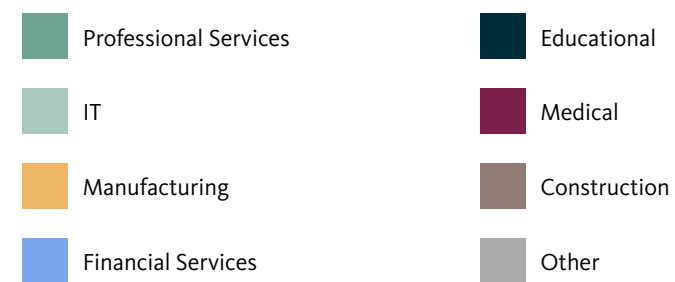 Professional Services
IT
Manufacturing
Financial Services
Educational
Medical
Construction
Other